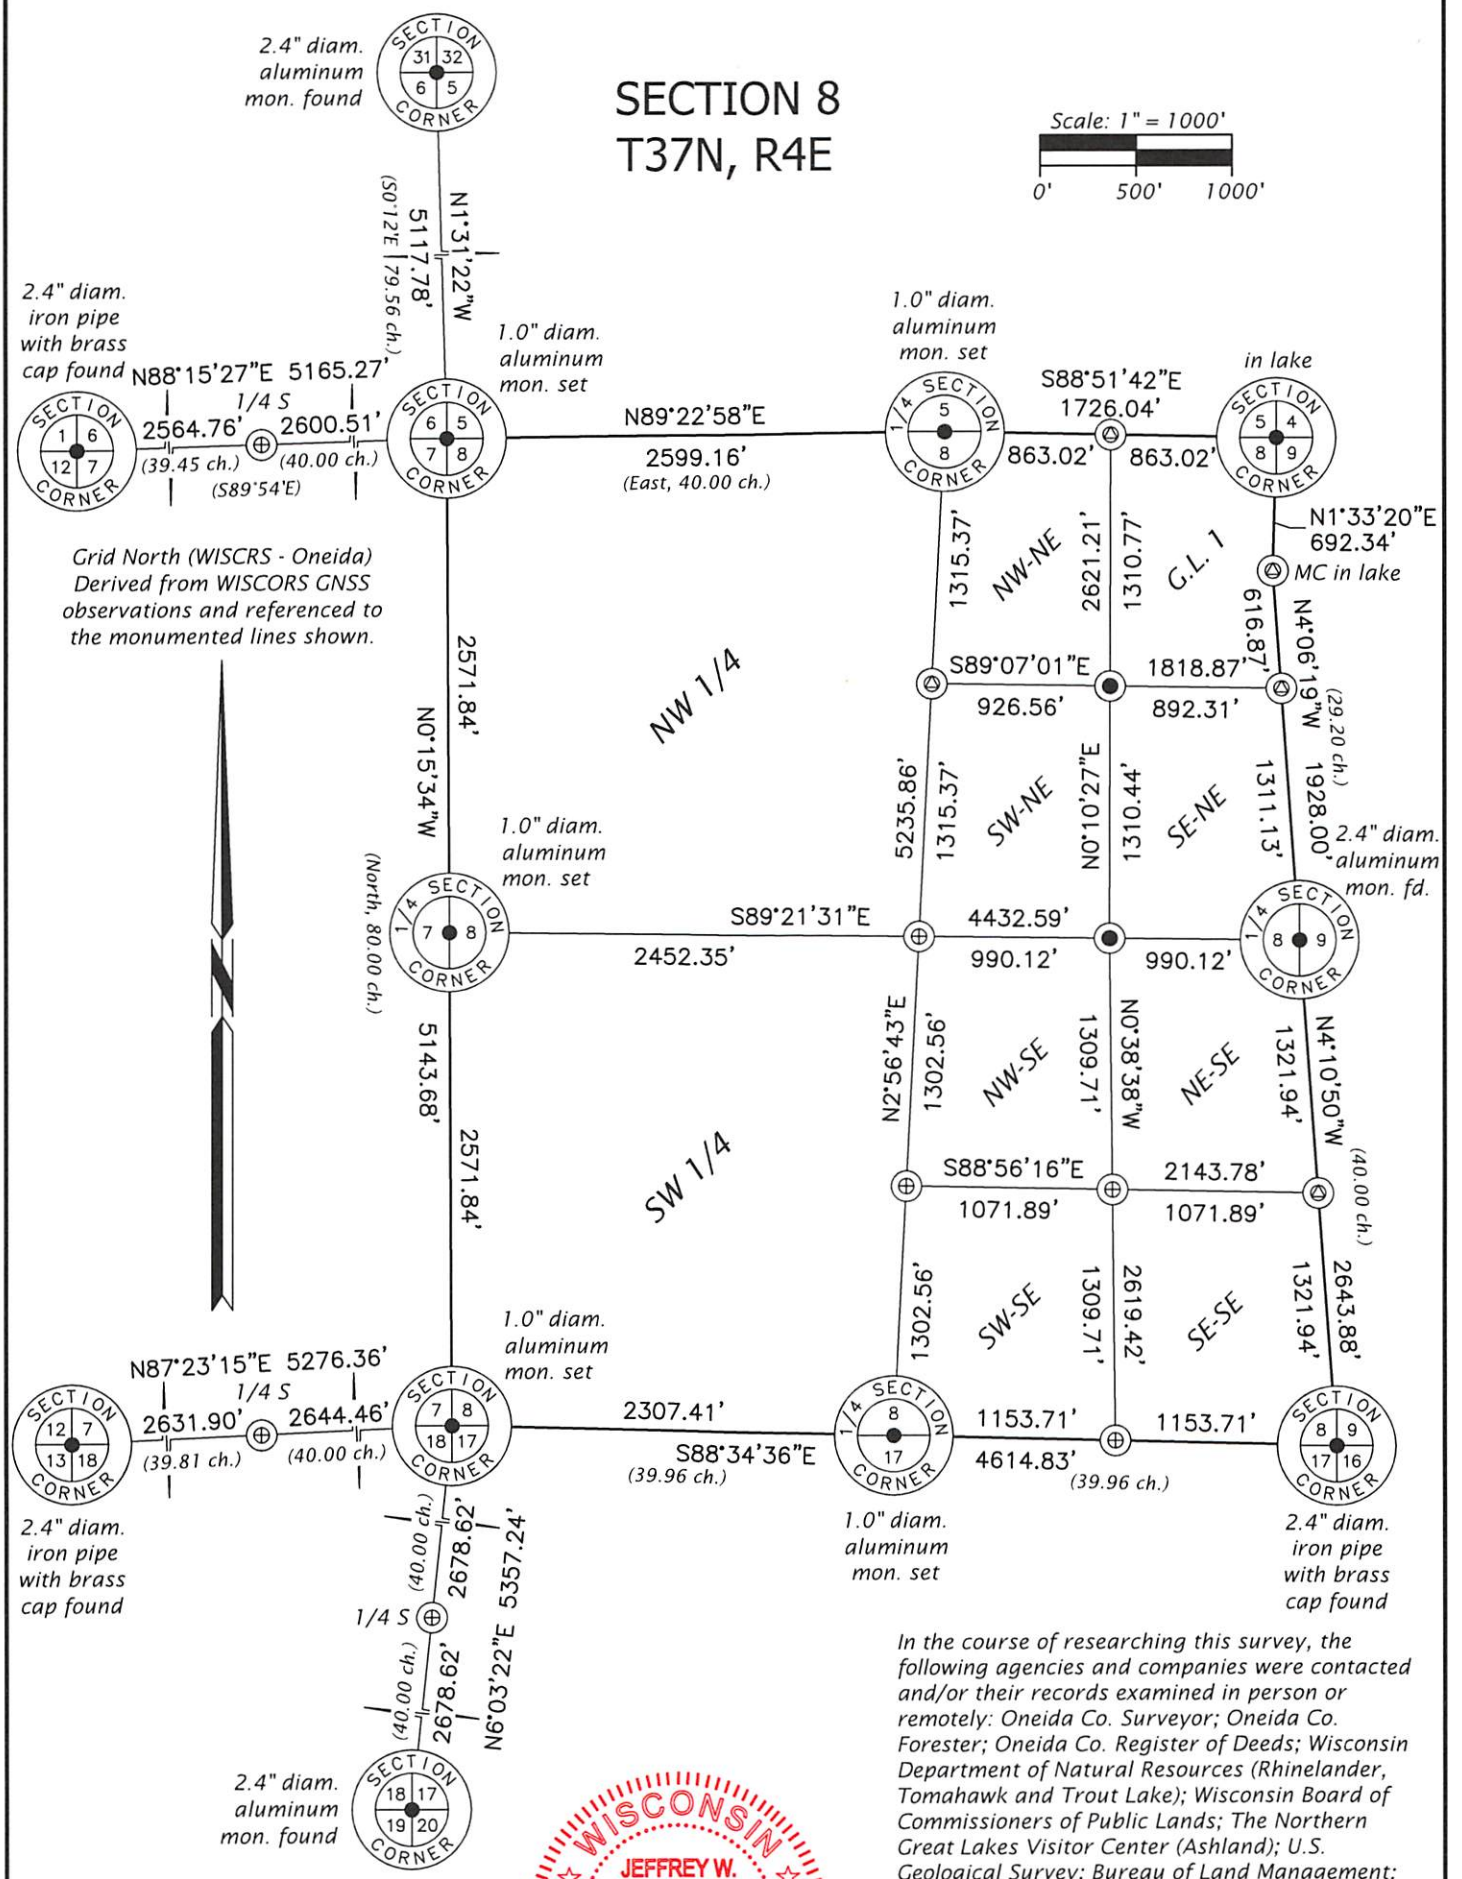 SECTION 8
T37N, R4E
Scale: 1" = 1000'
0' 500' 1000'
2.4" diam.
aluminum
mon. found
SECTION
31 32
6 5
CORNER
N1°31'22"W
5117.78'
(S0°12'E 79.56 ch.)
2.4" diam.
iron pipe
with brass
cap found
SECTION
1 6
12 7
CORNER
N88°15'27"E 5165.27'
1/4 S
2564.76' 2600.51'
(39.45 ch.) (40.00 ch.)
(S89°54'E)
1.0" diam.
aluminum
mon. set
SECTION
6 5
7 8
CORNER
N89°22'58"E
2599.16'
(East, 40.00 ch.)
1.0" diam.
aluminum
mon. set
1/4 SECTION
5
8
CORNER
S88°51'42"E
1726.04'
863.02' 863.02'
in lake
SECTION
5 4
8 9
CORNER
N1°33'20"E
692.34'
MC in lake
Grid North (WISCRS - Oneida)
Derived from WISCORS GNSS
observations and referenced to
the monumented lines shown.
N
2571.84'
N0°15'34"W
NW 1/4
1315.37'
NW-NE
2621.21'
1310.77'
G.L. 1
616.87'
N4°06'19"W
(29.20 ch.)
1928.00'
S89°07'01"E 1818.87'
926.56' 892.31'
5235.86'
1315.37'
SW-NE
N0°10'27"E
1310.44'
SE-NE
1311.13'
2.4" diam.
aluminum
mon. fd.
1.0" diam.
aluminum
mon. set
(North, 80.00 ch.)
1/4 SECTION
7 8
CORNER
S89°21'31"E 4432.59'
2452.35' 990.12' 990.12'
1/4 SECTION
8 9
CORNER
5143.68'
2571.84'
SW 1/4
N2°56'43"E
1302.56'
NW-SE
1309.71'
N0°38'38"W
NE-SE
1321.94'
N4°10'50"W
(40.00 ch.)
S88°56'16"E 2143.78'
1071.89' 1071.89'
1302.56'
SW-SE
1309.71'
2619.42'
SE-SE
1321.94'
2643.88'
1.0" diam.
aluminum
mon. set
N87°23'15"E 5276.36'
1/4 S
2631.90' 2644.46'
(39.81 ch.) (40.00 ch.)
SECTION
12 7
13 18
CORNER
2.4" diam.
iron pipe
with brass
cap found
SECTION
7 8
18 17
CORNER
2307.41'
S88°34'36"E
(39.96 ch.)
1/4 SECTION
8
17
CORNER
1.0" diam.
aluminum
mon. set
1153.71' 1153.71'
4614.83'
(39.96 ch.)
SECTION
8 9
17 16
CORNER
2.4" diam.
iron pipe
with brass
cap found
(40.00 ch.)
2678.62'
1/4 S
(40.00 ch.)
2678.62'
N6°03'22"E 5357.24'
2.4" diam.
aluminum
mon. found
SECTION
18 17
19 20
CORNER
WISCONSIN
JEFFREY W.
In the course of researching this survey, the
following agencies and companies were contacted
and/or their records examined in person or
remotely: Oneida Co. Surveyor; Oneida Co.
Forester; Oneida Co. Register of Deeds; Wisconsin
Department of Natural Resources (Rhinelander,
Tomahawk and Trout Lake); Wisconsin Board of
Commissioners of Public Lands; The Northern
Great Lakes Visitor Center (Ashland); U.S.
Geological Survey; Bureau of Land Management;